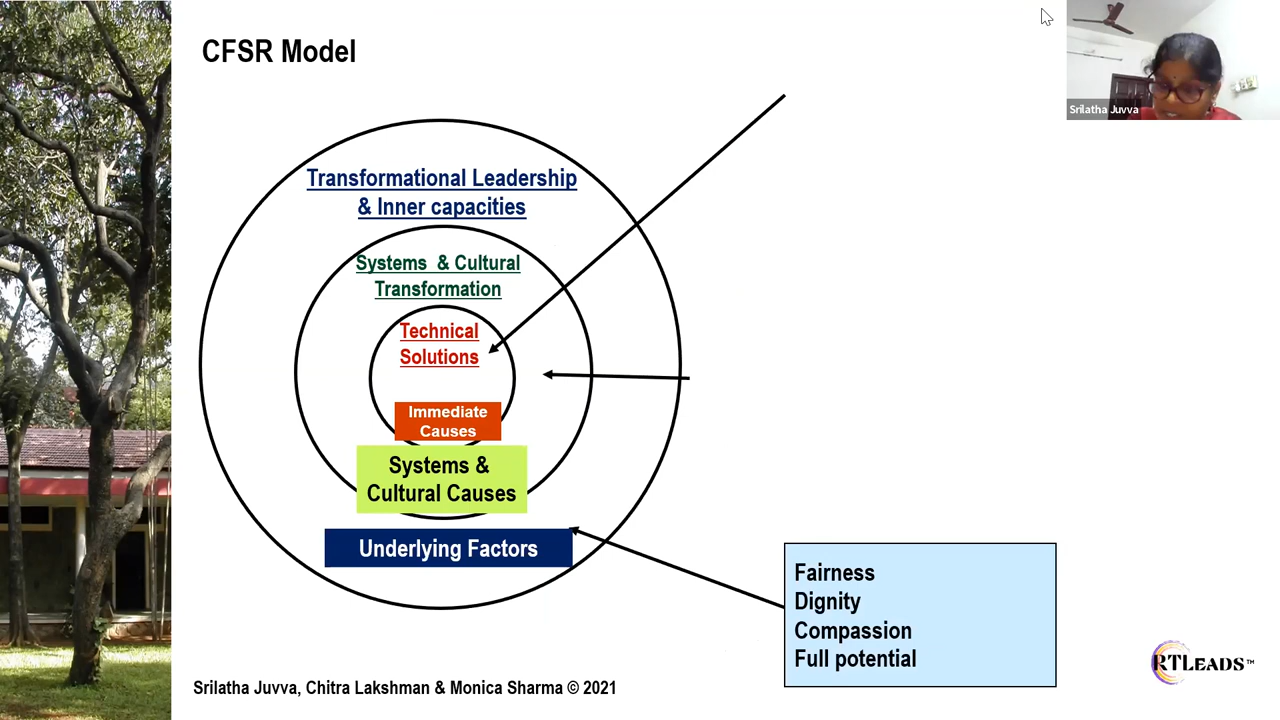 CFSR Model
Srilatha Juvva
Transformational Leadership
& Inner capacities
Systems & Cultural
Transformation
Technical
Solutions
Immediate
Causes
Systems &
Cultural Causes
Underlying Factors
Fairness
Dignity
Compassion
Full potential
RTLEADS™
Srilatha Juvva, Chitra Lakshman & Monica Sharma © 2021